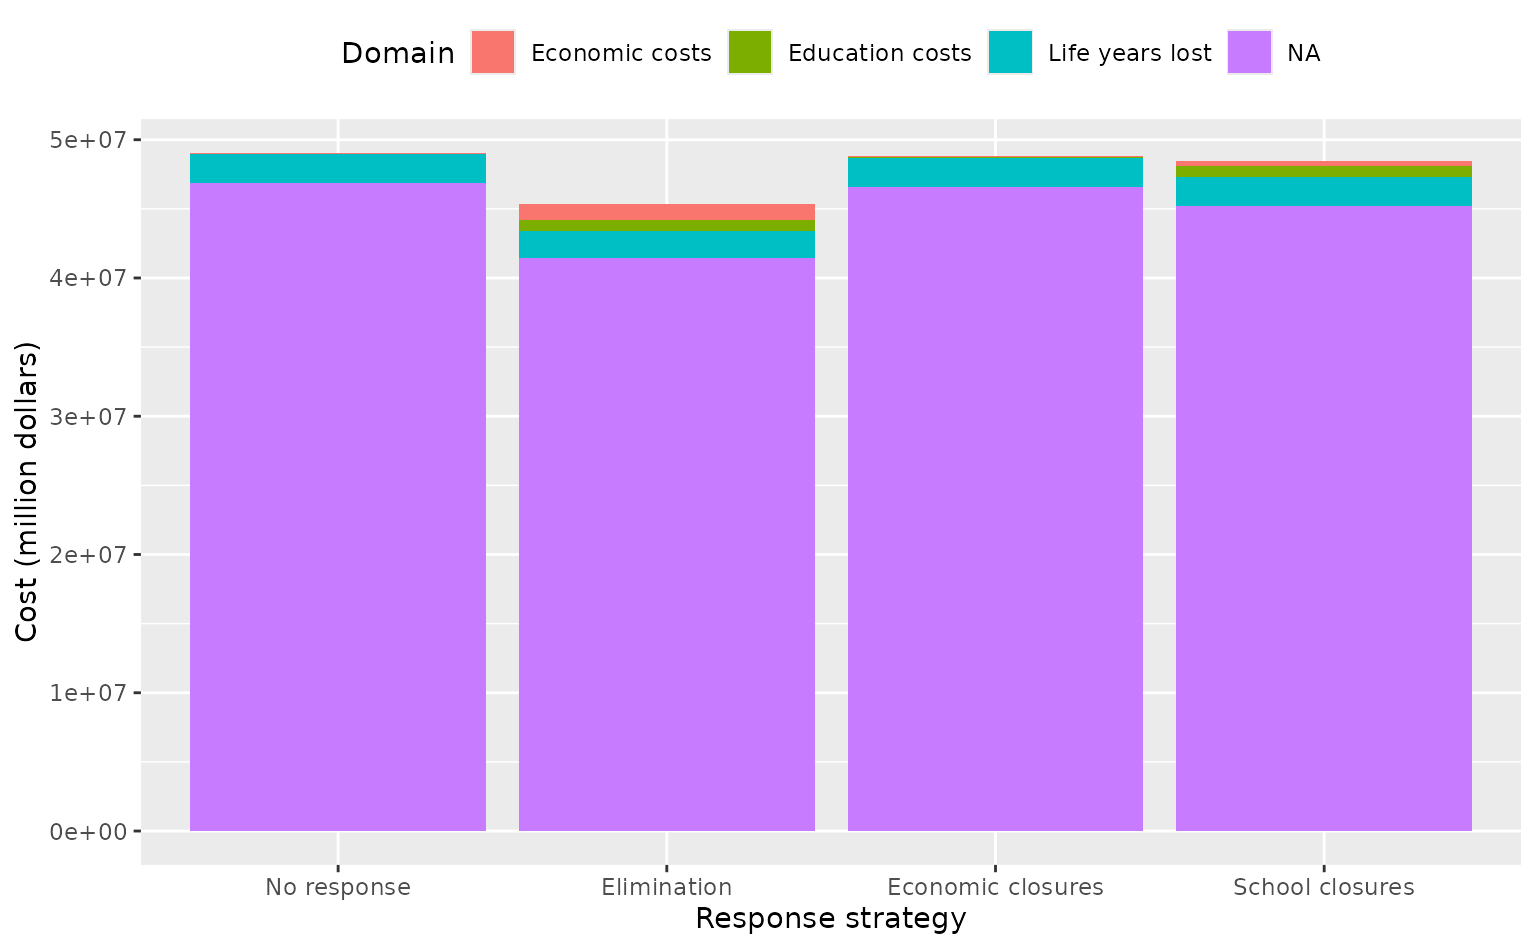 Domain Economic costs Education costs Life years lost NA
Cost (million dollars)
5e+07
4e+07
3e+07
2e+07
1e+07
0e+00
No response Elimination Economic closures School closures
Response strategy